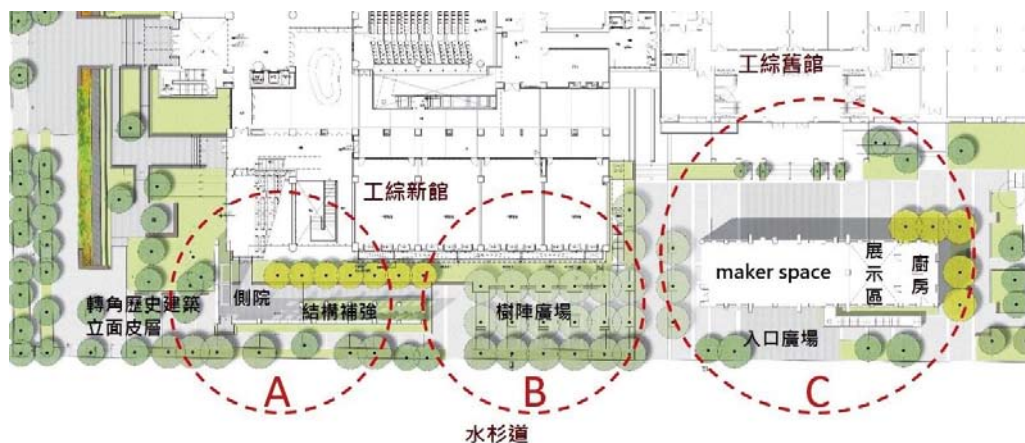 工綜舊館
工綜新館
maker space
展示區
廚房
側院
結構補強
樹陣廣場
轉角歷史建築
立面皮層
入口廣場
A
B
C
水杉道